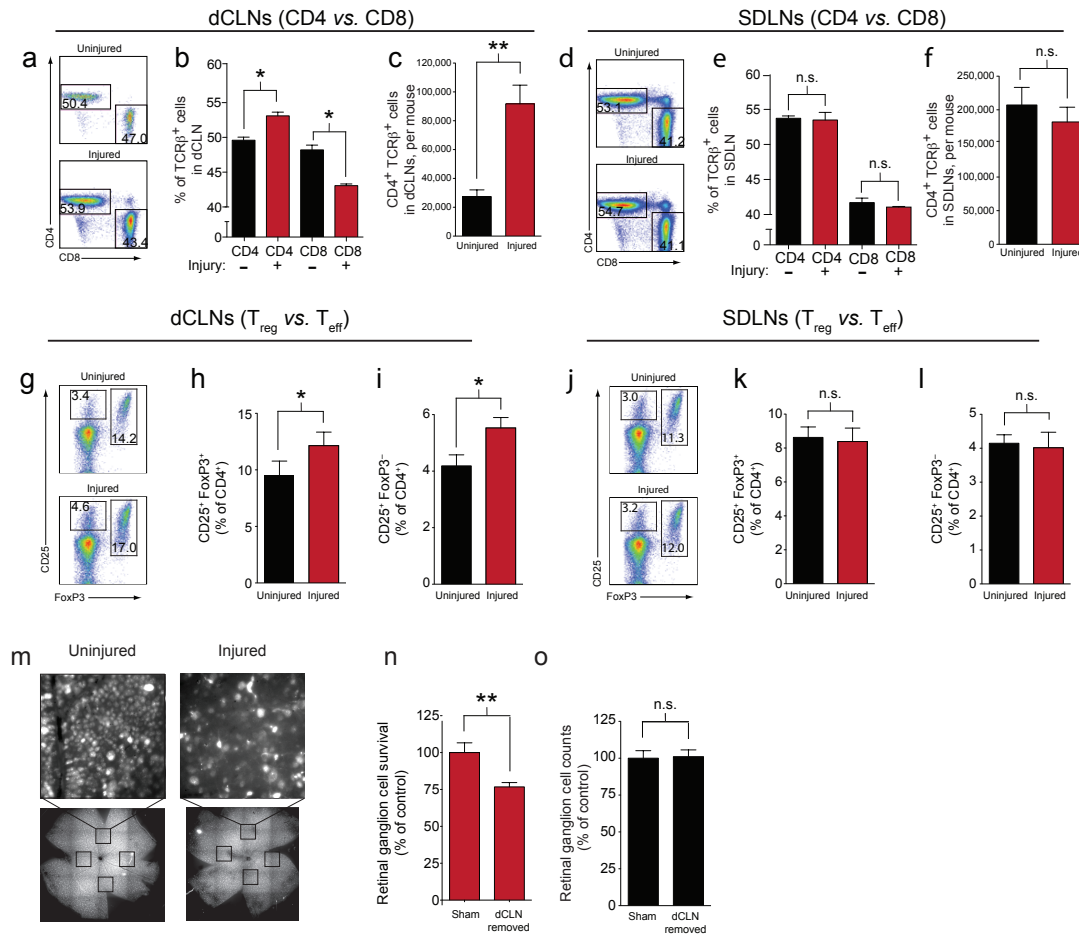 dCLNs (CD4 vs. CD8)
SDLNs (CD4 vs. CD8)
a
Uninjured
50.4
47.0
Injured
53.9
43.4
CD4
CD8
b
% of TCRβ⁺ cells
in dCLN
60
55
50
45
40
0
*
*
CD4 CD4 CD8 CD8
Injury: − + − +
c
CD4⁺ TCRβ⁺ cells
in dCLNs, per mouse
120,000
100,000
80,000
60,000
40,000
20,000
0
**
Uninjured Injured
d
Uninjured
53.1
41.2
Injured
54.7
41.1
CD4
CD8
e
% of TCRβ⁺ cells
in SDLN
60
55
50
45
40
0
n.s.
n.s.
CD4 CD4 CD8 CD8
Injury: − + − +
f
CD4⁺ TCRβ⁺ cells
in SDLNs, per mouse
250,000
200,000
150,000
100,000
50,000
0
n.s.
Uninjured Injured
dCLNs (Treg vs. Teff)
SDLNs (Treg vs. Teff)
g
Uninjured
3.4
14.2
Injured
4.6
17.0
CD25
FoxP3
h
CD25⁺ FoxP3⁺
(% of CD4⁺)
15
10
5
0
*
Uninjured Injured
i
CD25⁺ FoxP3⁻
(% of CD4⁺)
6
4
2
0
*
Uninjured Injured
j
Uninjured
3.0
11.3
Injured
3.2
12.0
CD25
FoxP3
k
CD25⁺ FoxP3⁺
(% of CD4⁺)
10
8
6
4
2
0
n.s.
Uninjured Injured
l
CD25⁺ FoxP3⁻
(% of CD4⁺)
5
4
3
2
1
0
n.s.
Uninjured Injured
m
Uninjured
Injured
n
Retinal ganglion cell survival
(% of control)
125
100
75
50
25
0
**
Sham dCLN
removed
o
Retinal ganglion cell counts
(% of control)
125
100
75
50
25
0
n.s.
Sham dCLN
removed